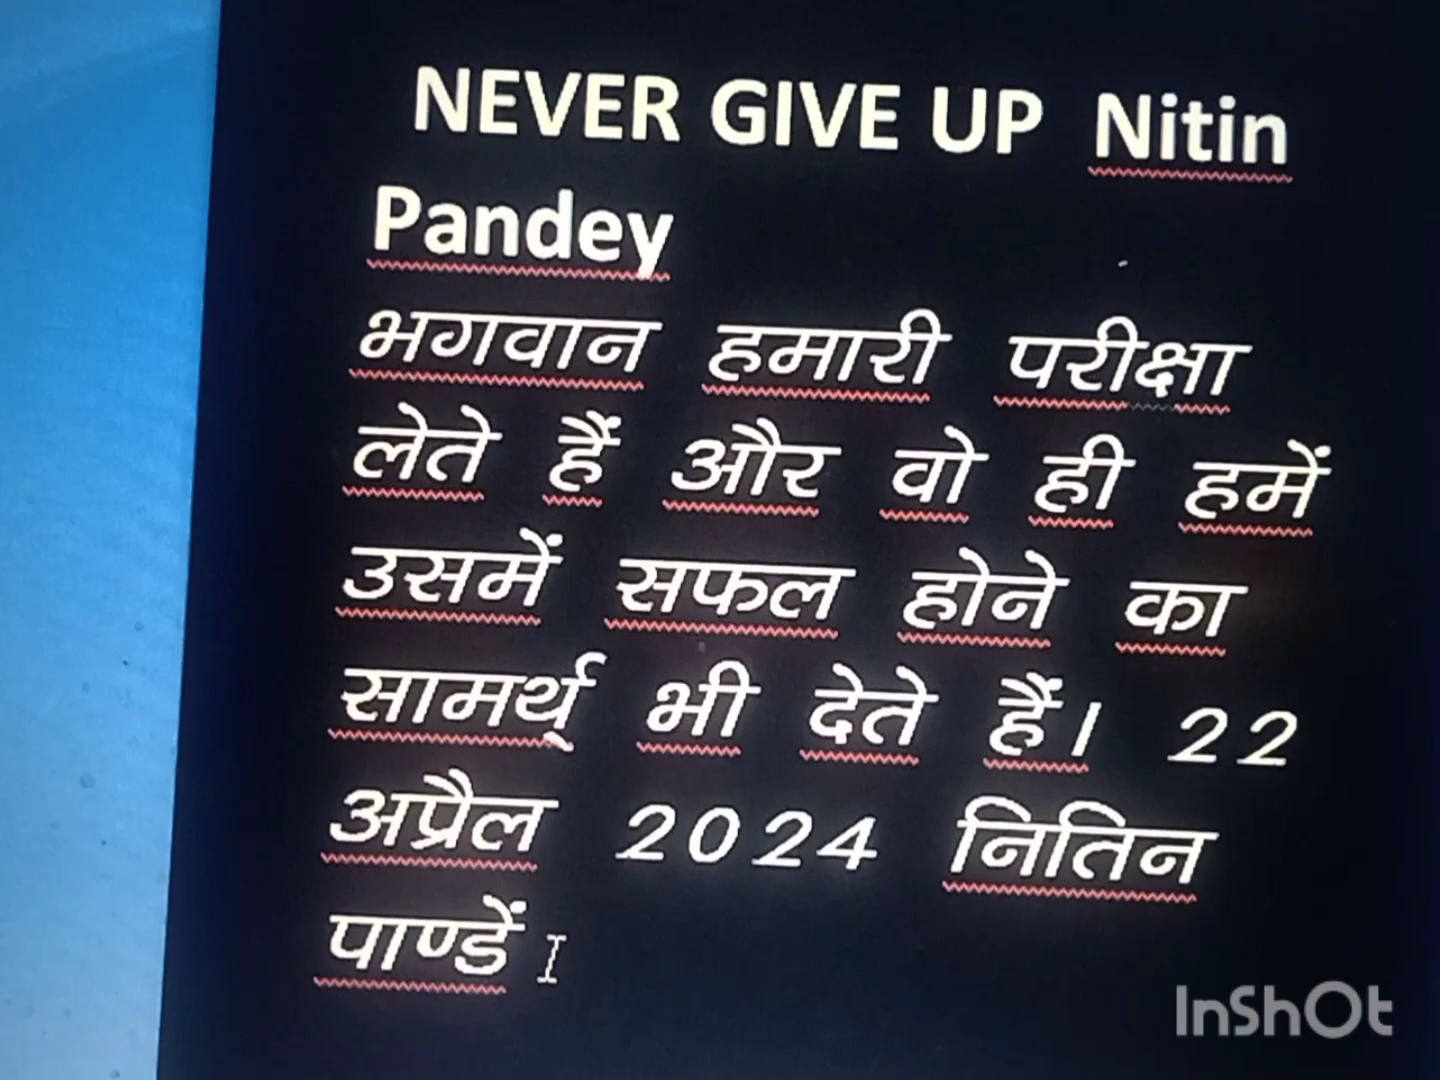 NEVER GIVE UP Nitin
Pandey
भगवान हमारी परीक्षा
लेते हैं और वो ही हमें
उसमें सफल होने का
सामर्थ् भी देते हैं। 22
अप्रैल 2024 नितिन
पाण्डें
InShOt